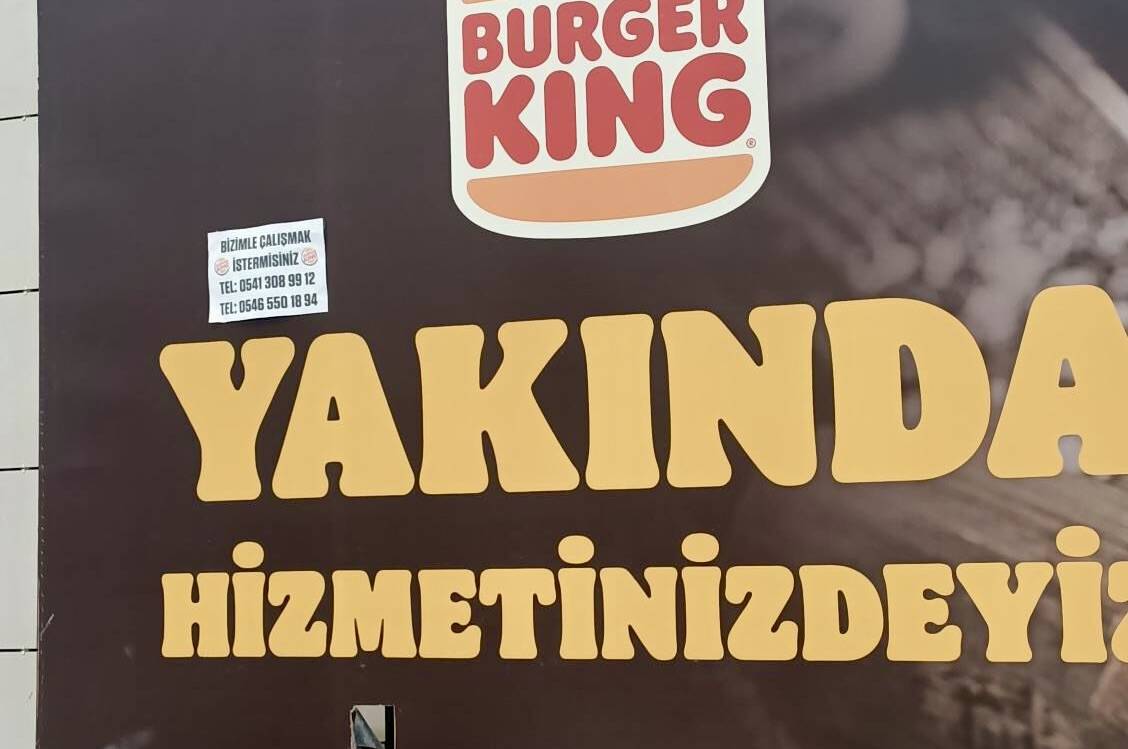 BURGER
KING
®
BİZİMLE ÇALIŞMAK
İSTERMİSİNİZ
TEL: 0541 308 99 12
TEL: 0546 550 18 94
YAKINDA
HİZMETİNİZDEYİZ